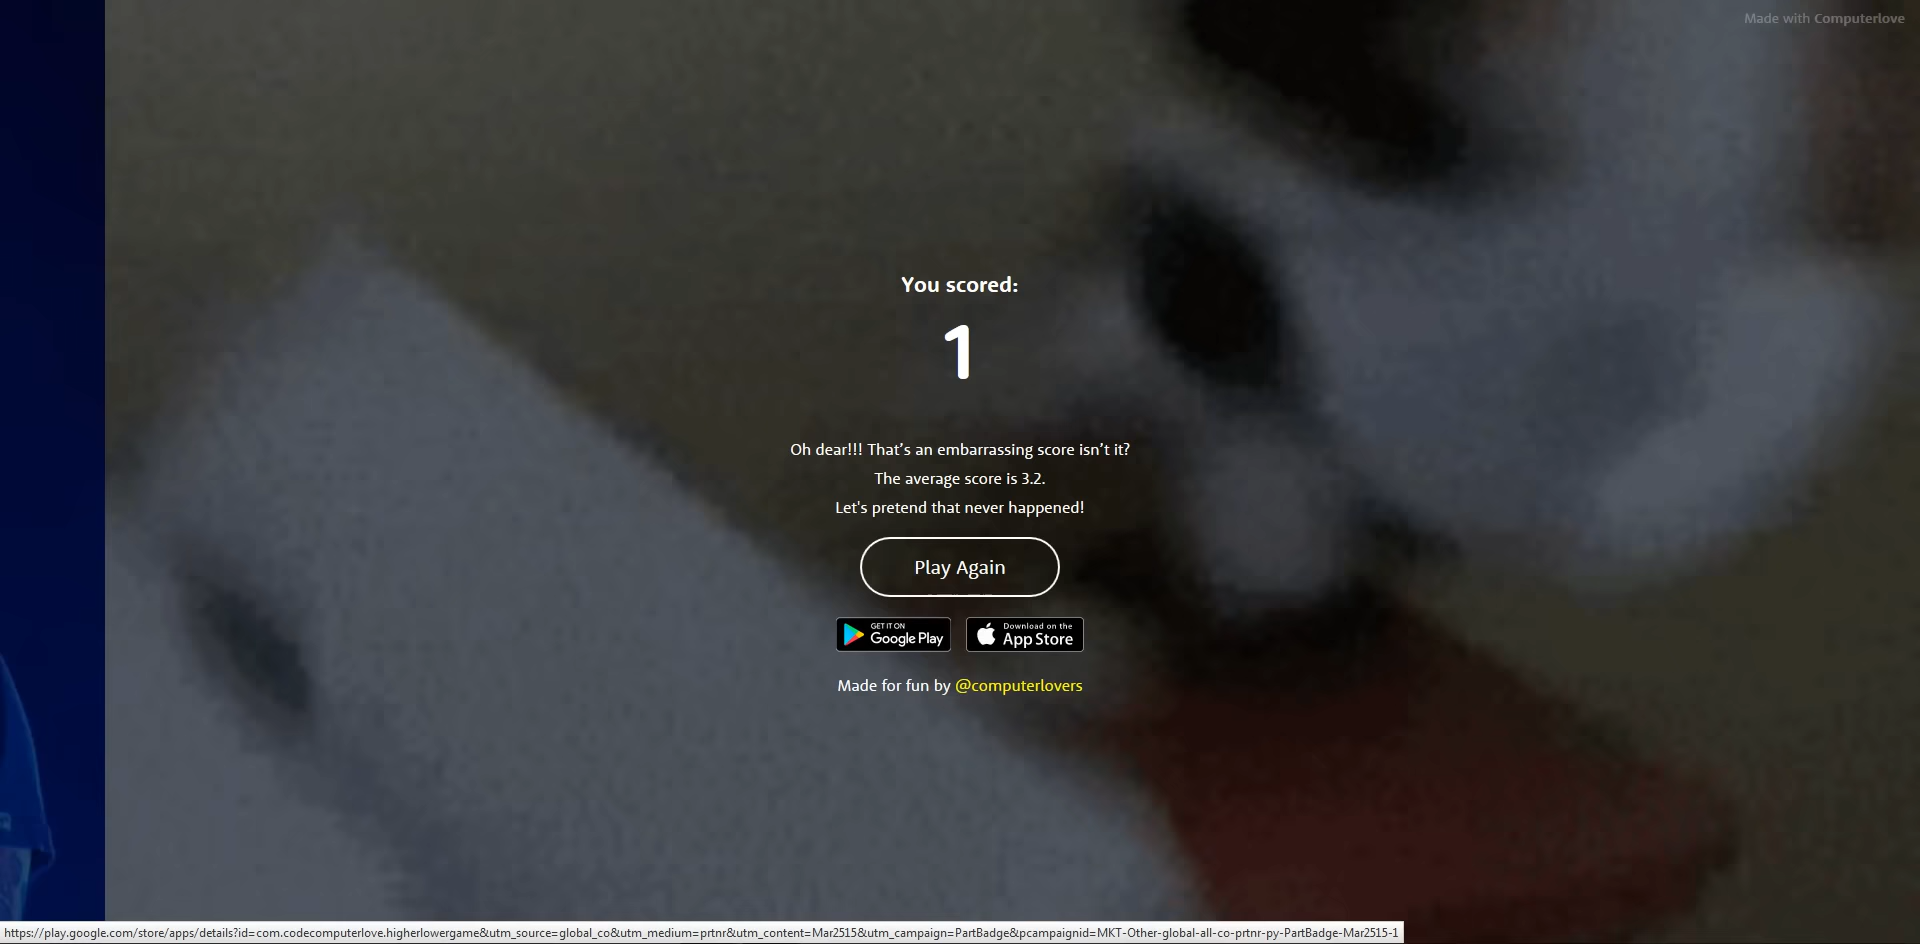 Made with Computerlove
You scored:
1
Oh dear!!! That’s an embarrassing score isn’t it?
The average score is 3.2.
Let's pretend that never happened!
Play Again
GET IT ON
Google Play
Download on the
App Store
Made for fun by @computerlovers
https://play.google.com/store/apps/details?id=com.codecomputerlove.higherlowergame&utm_source=global_co&utm_medium=prtnr&utm_content=Mar2515&utm_campaign=PartBadge&pcampaignid=MKT-Other-global-all-co-prtnr-py-PartBadge-Mar2515-1